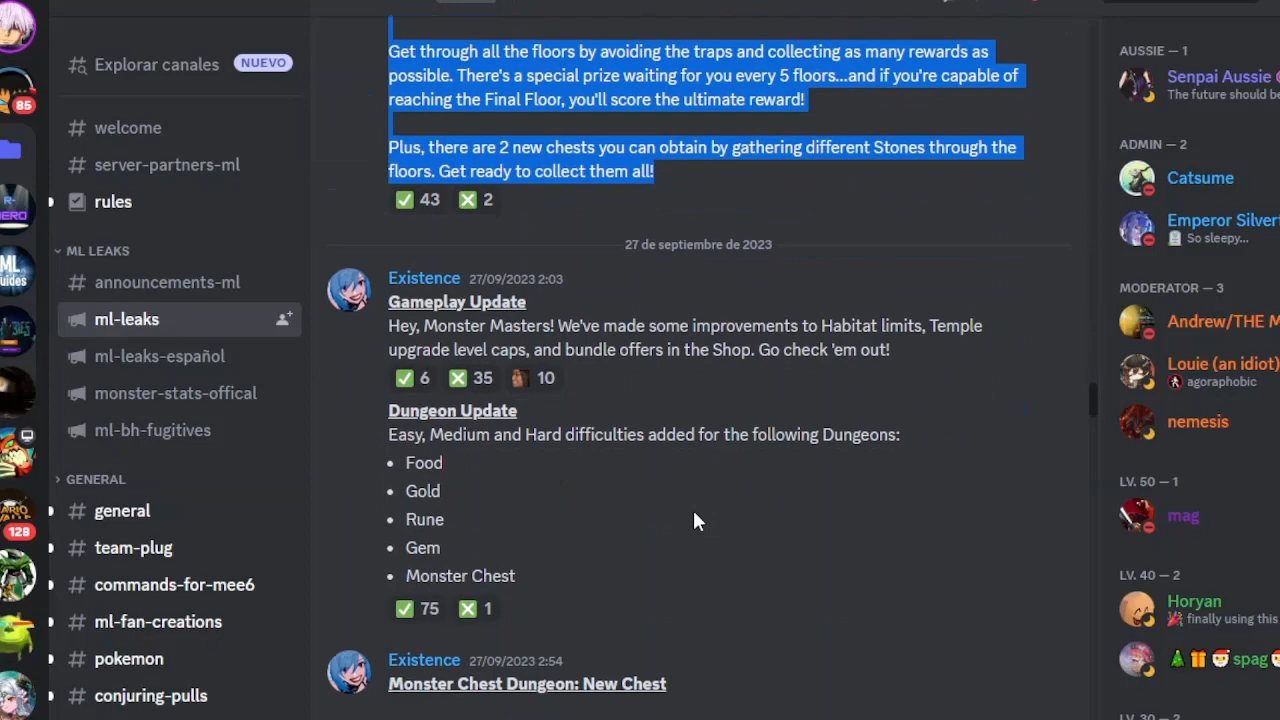 85
R-
HERO
ML
Guides
128
Explorar canales
NUEVO
welcome
server-partners-ml
rules
ML LEAKS
announcements-ml
ml-leaks
ml-leaks-español
monster-stats-offical
ml-bh-fugitives
GENERAL
general
team-plug
commands-for-mee6
ml-fan-creations
pokemon
conjuring-pulls
Get through all the floors by avoiding the traps and collecting as many rewards as
possible. There's a special prize waiting for you every 5 floors...and if you're capable of
reaching the Final Floor, you'll score the ultimate reward!
Plus, there are 2 new chests you can obtain by gathering different Stones through the
floors. Get ready to collect them all!
43 2
27 de septiembre de 2023
Existence 27/09/2023 2:03
Gameplay Update
Hey, Monster Masters! We've made some improvements to Habitat limits, Temple
upgrade level caps, and bundle offers in the Shop. Go check 'em out!
6 35 10
Dungeon Update
Easy, Medium and Hard difficulties added for the following Dungeons:
• Food
• Gold
• Rune
• Gem
• Monster Chest
75 1
Existence 27/09/2023 2:54
Monster Chest Dungeon: New Chest
AUSSIE — 1
Senpai Aussie
The future should be
ADMIN — 2
Catsume
Emperor Silvert
So sleepy...
MODERATOR — 3
Andrew/THE M
Louie (an idiot)
agoraphobic
nemesis
LV. 50 — 1
mag
LV. 40 — 2
Horyan
finally using this
spag
LV. 30 — 2